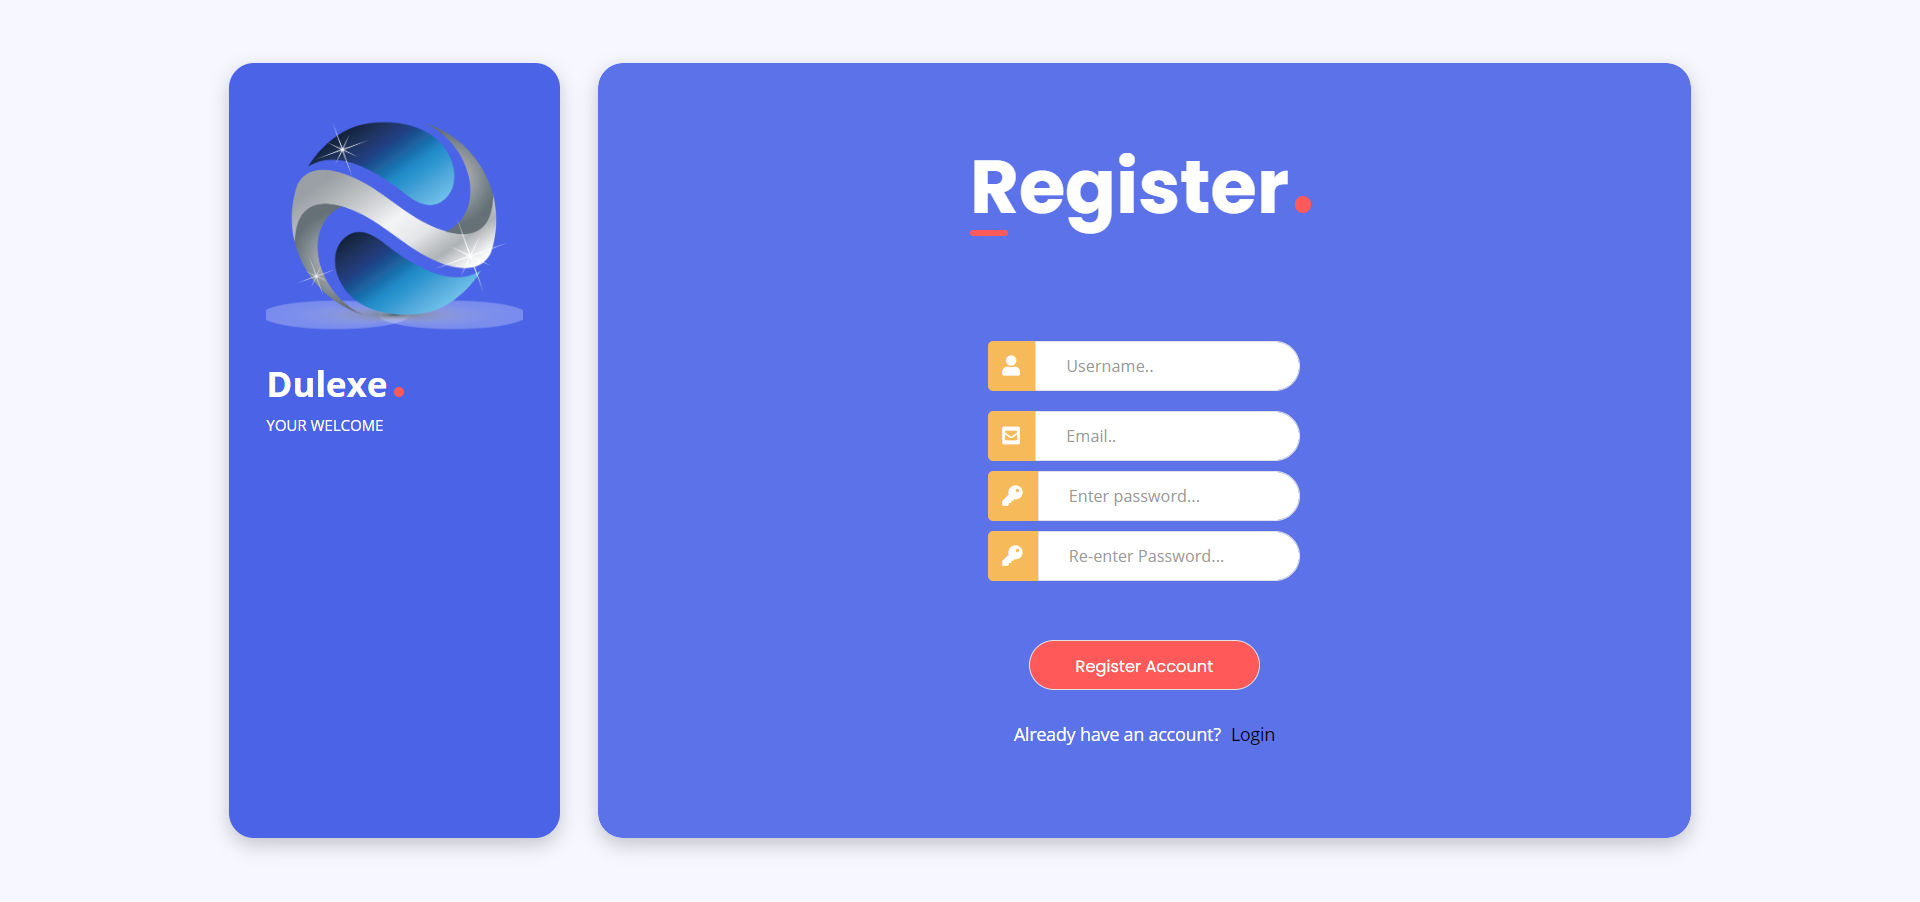 Dulexe.
YOUR WELCOME
Register.
Username..
Email..
Enter password...
Re-enter Password...
Register Account
Already have an account? Login